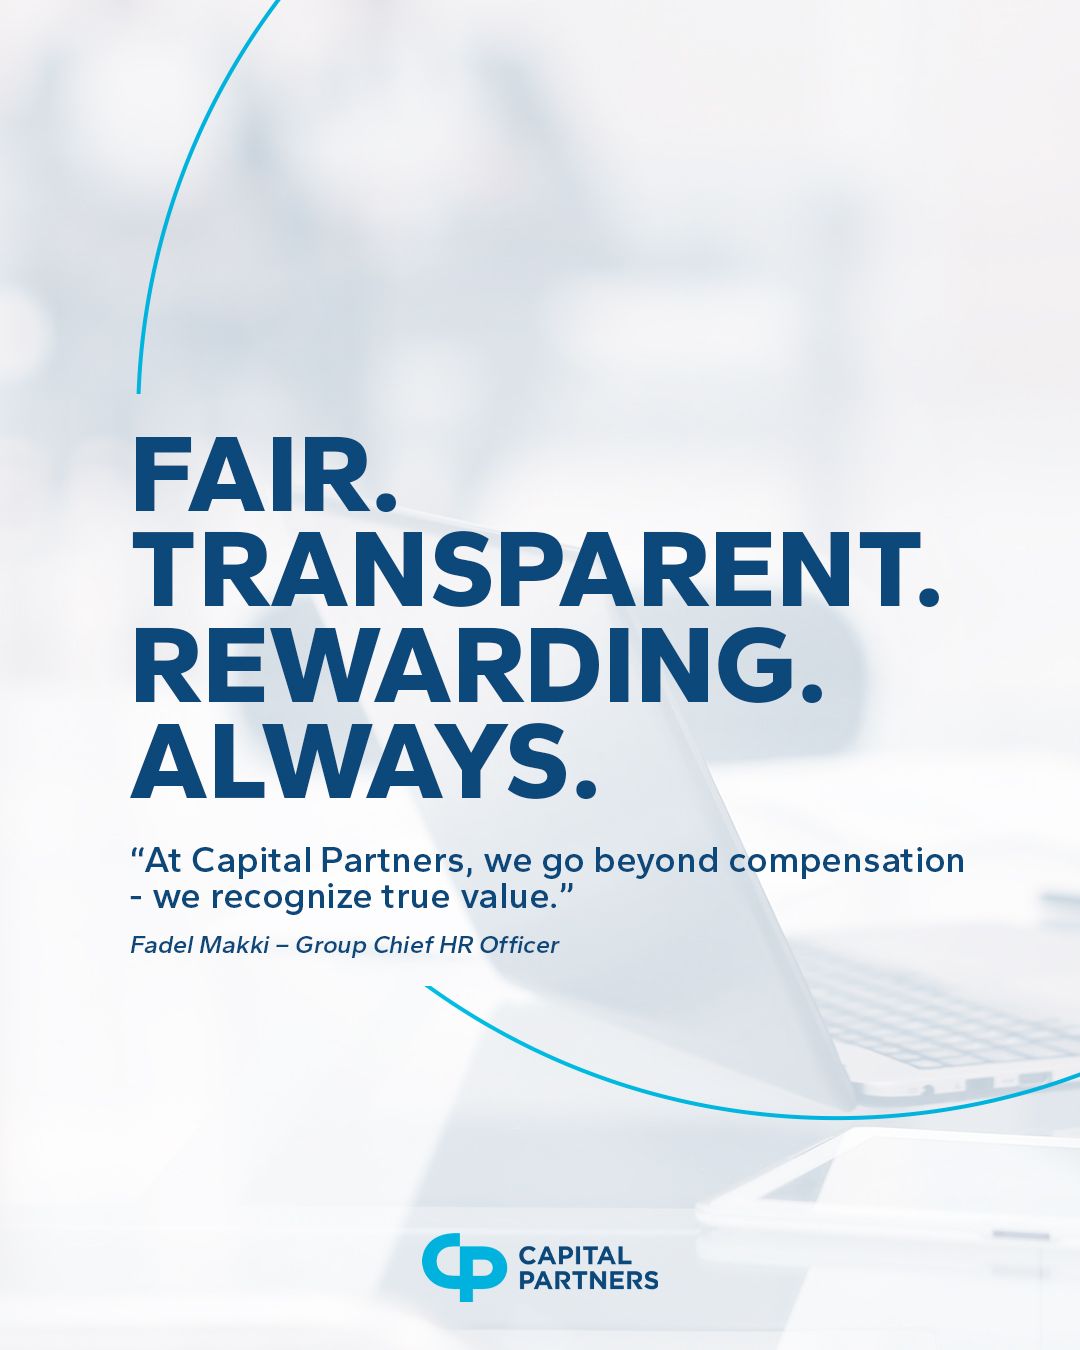 FAIR.
TRANSPARENT.
REWARDING.
ALWAYS.
“At Capital Partners, we go beyond compensation
- we recognize true value.”
Fadel Makki – Group Chief HR Officer
CAPITAL
PARTNERS